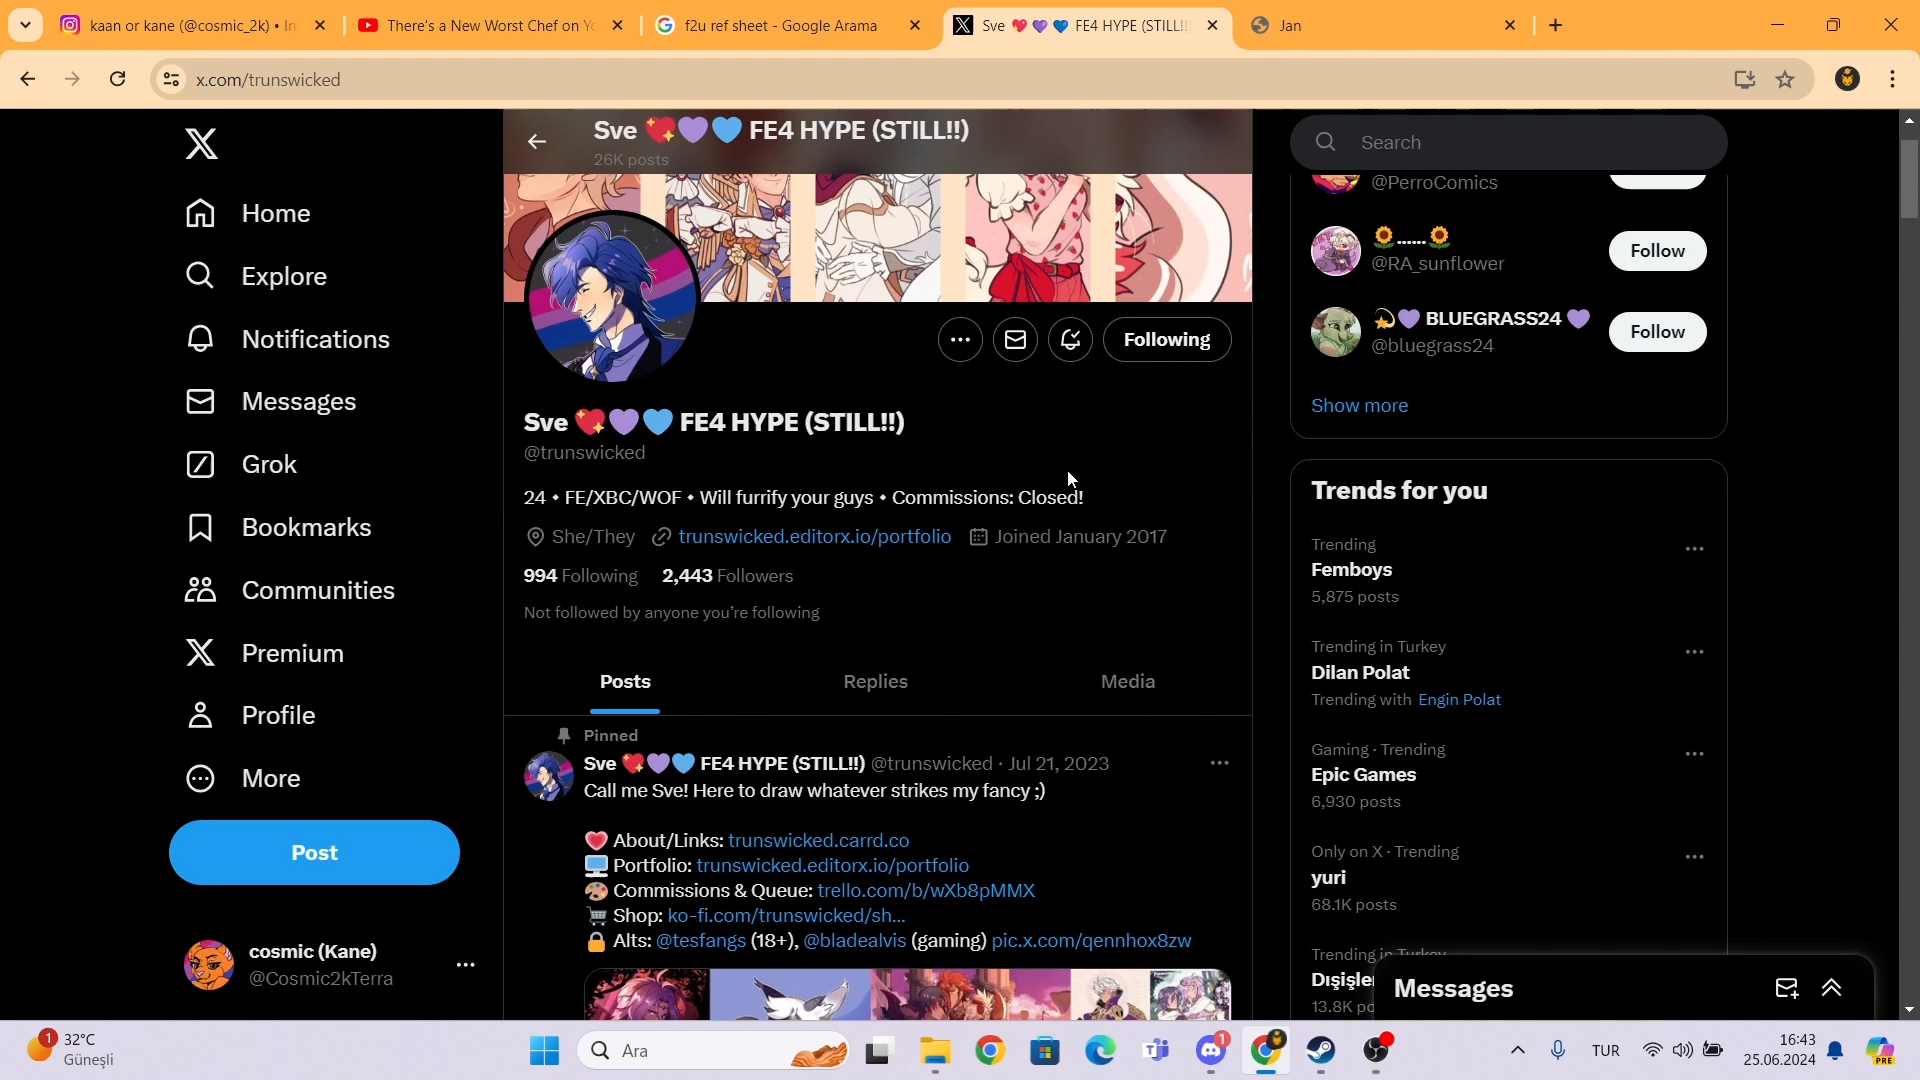 kaan or kane (@cosmic_2k) • In
There's a New Worst Chef on Yo
f2u ref sheet - Google Arama
Sve 💖💜💙 FE4 HYPE (STILL!!)
Jan
x.com/trunswicked
Home
Explore
Notifications
Messages
Grok
Bookmarks
Communities
Premium
Profile
More
Post
cosmic (Kane)
@Cosmic2kTerra
Sve 💖💜💙 FE4 HYPE (STILL!!)
26K posts
Following
Sve 💖💜💙 FE4 HYPE (STILL!!)
@trunswicked
24 • FE/XBC/WOF • Will furrify your guys • Commissions: Closed!
She/They trunswicked.editorx.io/portfolio Joined January 2017
994 Following 2,443 Followers
Not followed by anyone you're following
Posts Replies Media
Pinned
Sve 💖💜💙 FE4 HYPE (STILL!!) @trunswicked · Jul 21, 2023
Call me Sve! Here to draw whatever strikes my fancy ;)
❤️ About/Links: trunswicked.carrd.co
🖥️ Portfolio: trunswicked.editorx.io/portfolio
🎨 Commissions & Queue: trello.com/b/wXb8pMMX
🛒 Shop: ko-fi.com/trunswicked/sh...
🔒 Alts: @tesfangs (18+), @bladealvis (gaming) pic.x.com/qennhox8zw
Search
@PerroComics
🌻......🌻
@RA_sunflower
Follow
💫💜 BLUEGRASS24 💜
@bluegrass24
Follow
Show more
Trends for you
Trending
Femboys
5,875 posts
Trending in Turkey
Dilan Polat
Trending with Engin Polat
Gaming · Trending
Epic Games
6,930 posts
Only on X · Trending
yuri
68.1K posts
Trending in Turkey
Dışişler
13.8K po
Messages
1
32°C
Güneşli
Ara
1
TUR
16:43
25.06.2024
PRE